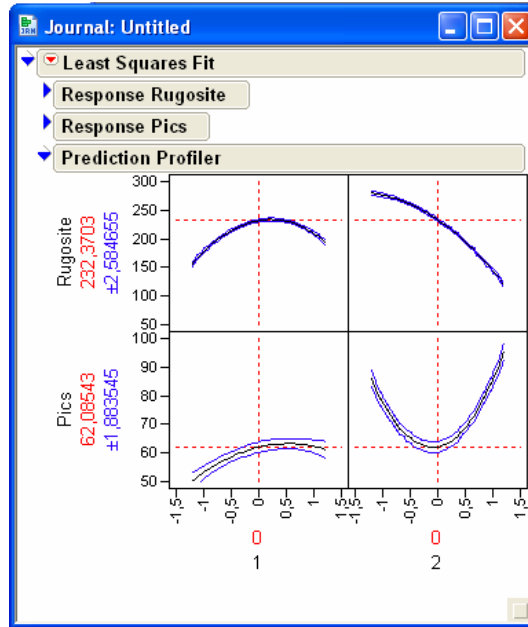 Journal: Untitled
Least Squares Fit
Response Rugosite
Response Pics
Prediction Profiler
Rugosite
232,3703
±2,584655
300
250
200
150
100
50
Pics
62,08543
±1,883545
100
90
80
70
60
50
-1,5 -1 -0,5 0 0,5 1 1,5 -1,5 -1 -0,5 0 0,5 1 1,5
0 0
1 2